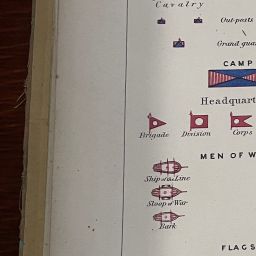 Cavalry
Out-posts
Grand guar
CAMP
Headquart
Brigade Division Corps
MEN OF W
Ship of the Line
Sloop of War
Bark
FLAGS